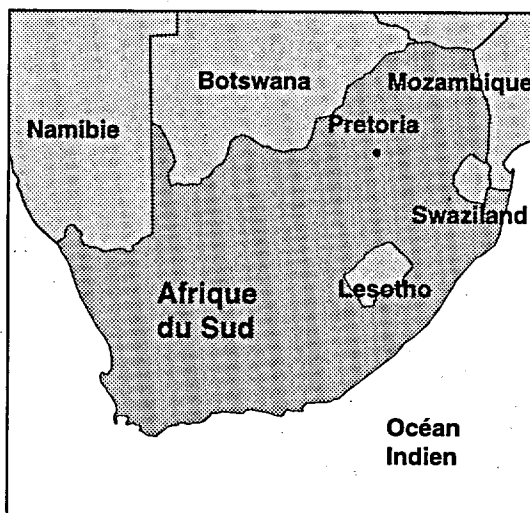 Botswana
Mozambique
Namibie
Pretoria
Swaziland
Lesotho
Afrique
du Sud
Océan
Indien